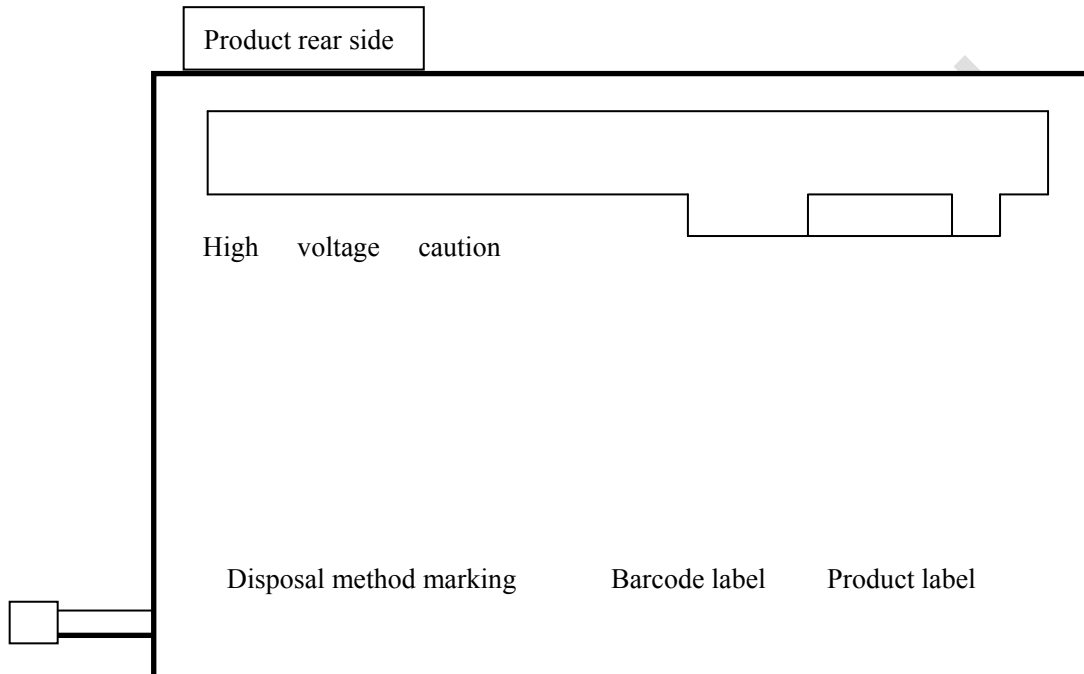 Product rear side
High voltage caution
Disposal method marking Barcode label Product label